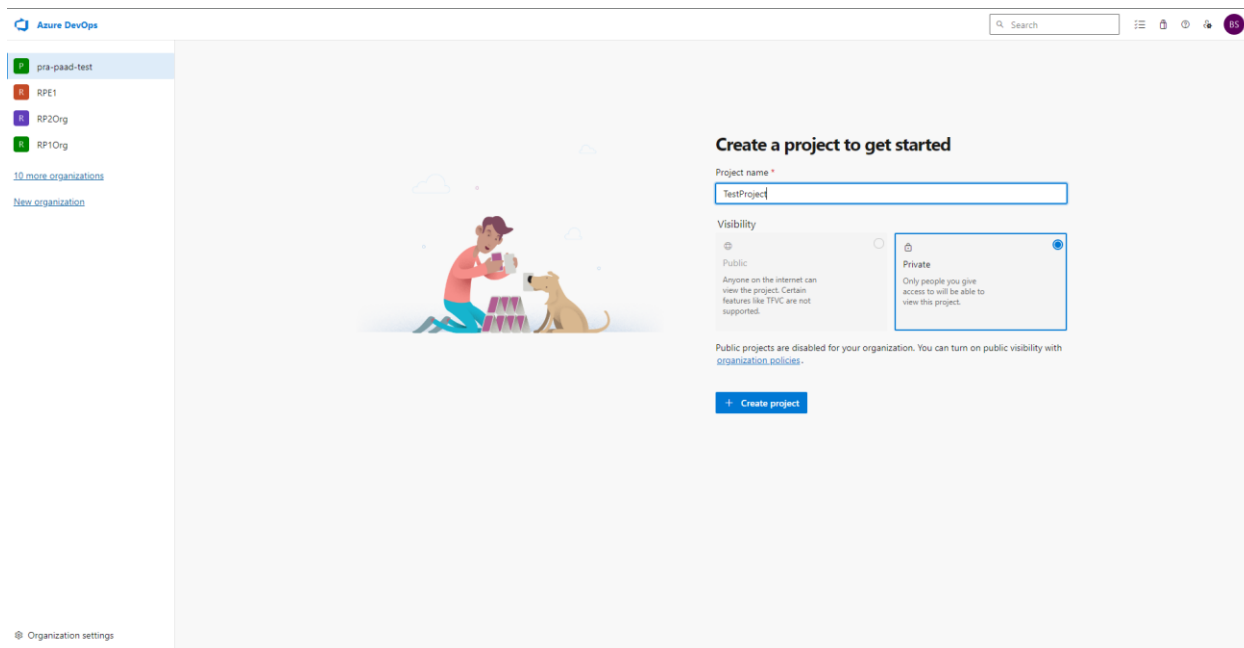 Azure DevOps
Search
BS
P pra-paad-test
R RPE1
R RP2Org
R RP1Org
10 more organizations
New organization
Create a project to get started
Project name *
TestProject
Visibility
Public
Anyone on the internet can
view the project. Certain
features like TFVC are not
supported.
Private
Only people you give
access to will be able to
view this project.
Public projects are disabled for your organization. You can turn on public visibility with
organization policies.
+ Create project
Organization settings